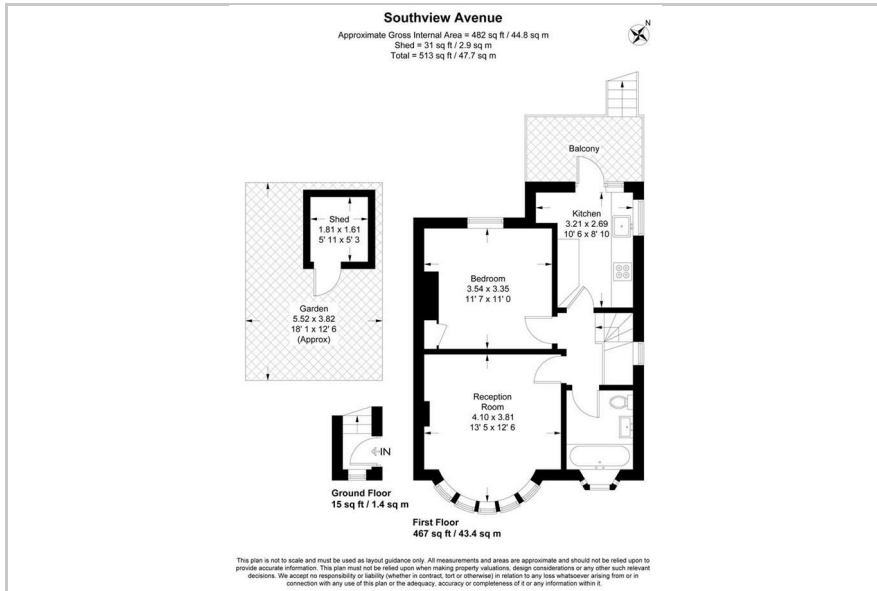 Southview Avenue
Approximate Gross Internal Area = 482 sq ft / 44.8 sq m
Shed = 31 sq ft / 2.9 sq m
Total = 513 sq ft / 47.7 sq m
N
Balcony
Kitchen
3.21 x 2.69
10' 6 x 8' 10
Shed
1.81 x 1.61
5' 11 x 5' 3
Bedroom
3.54 x 3.35
11' 7 x 11' 0
Garden
5.52 x 3.82
18' 1 x 12' 6
(Approx)
Reception
Room
4.10 x 3.81
13' 5 x 12' 6
IN
Ground Floor
15 sq ft / 1.4 sq m
First Floor
467 sq ft / 43.4 sq m
This plan is not to scale and must be used as layout guidance only. All measurements and areas are approximate and should not be relied upon to
provide accurate information. This plan must not be relied upon when making property valuations, design considerations or any other such relevant
decisions. We accept no responsibility or liability (whether in contract, tort or otherwise) in relation to any loss whatsoever arising from or in
connection with any use of this plan or the adequacy, accuracy or completeness of it or any information within it.